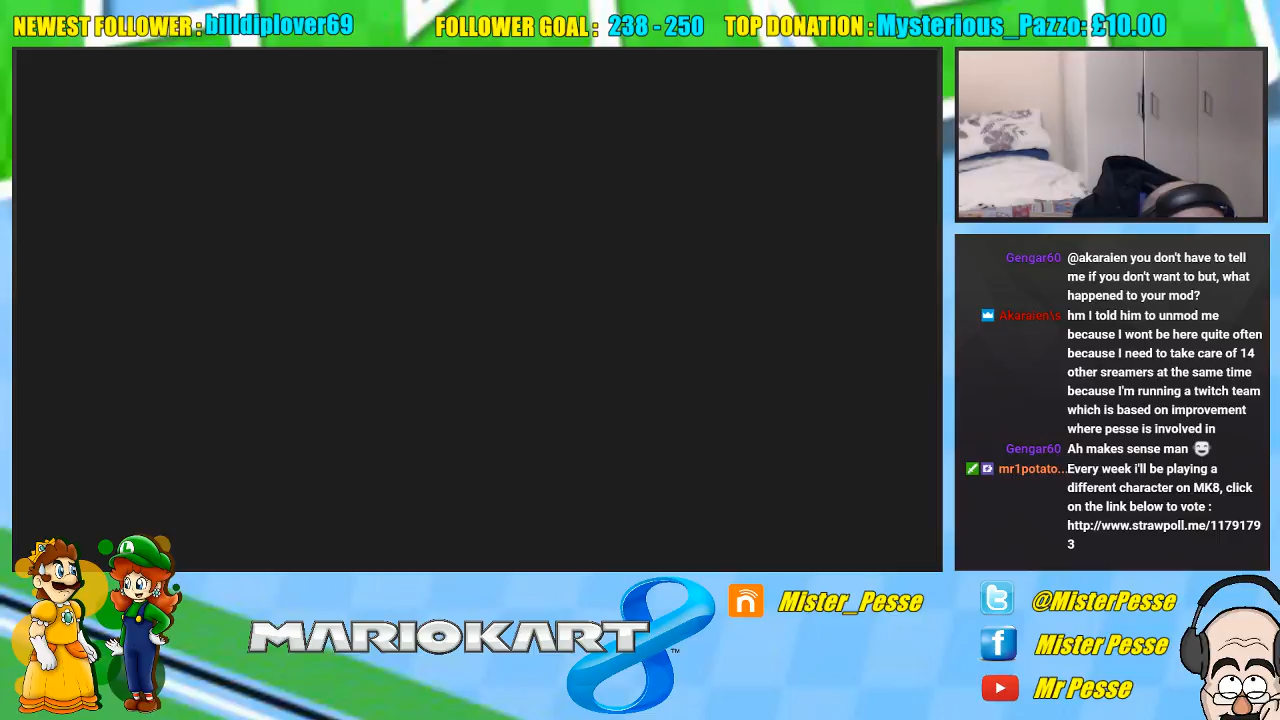 NEWEST FOLLOWER : billdiplover69
FOLLOWER GOAL : 238 - 250
TOP DONATION : Mysterious_Pazzo: £10.00
Gengar60 @akaraien you don't have to tell
me if you don't want to but, what
happened to your mod?
Akaraien\s hm I told him to unmod me
because I wont be here quite often
because I need to take care of 14
other sreamers at the same time
because I'm running a twitch team
which is based on improvement
where pesse is involved in
Gengar60 Ah makes sense man
mr1potato... Every week i'll be playing a
different character on MK8, click
on the link below to vote :
http://www.strawpoll.me/1179179
3
MARIOKART 8 ™
Mister_Pesse
@MisterPesse
Mister Pesse
Mr Pesse